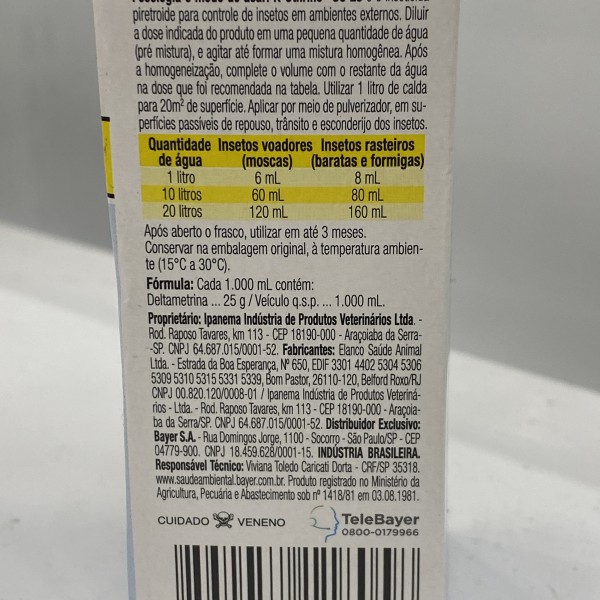 piretroide para controle de insetos em ambientes externos. Diluir
a dose indicada do produto em uma pequena quantidade de água
(pré mistura), e agitar até formar uma mistura homogênea. Após
a homogeneização, complete o volume com o restante da água
na dose que foi recomendada na tabela. Utilizar 1 litro de calda
para 20m² de superfície. Aplicar por meio de pulverizador, em su-
perfícies passíveis de repouso, trânsito e esconderijo dos insetos.
Quantidade Insetos voadores Insetos rasteiros
de água (moscas) (baratas e formigas)
1 litro 6 mL 8 mL
10 litros 60 mL 80 mL
20 litros 120 mL 160 mL
Após aberto o frasco, utilizar em até 3 meses.
Conservar na embalagem original, à temperatura ambien-
te (15°C a 30°C).
Fórmula: Cada 1.000 mL contém:
Deltametrina ... 25 g / Veículo q.s.p. ... 1.000 mL.
Proprietário: Ipanema Indústria de Produtos Veterinários Ltda. -
Rod. Raposo Tavares, km 113 - CEP 18190-000 - Araçoiaba da Serra-
-SP. CNPJ 64.687.015/0001-52. Fabricantes: Elanco Saúde Animal
Ltda. - Estrada da Boa Esperança, Nº 650, EDIF 3301 4402 5304 5306
5309 5310 5315 5331 5339, Bom Pastor, 26110-120, Belford Roxo/RJ
CNPJ 00.820.120/0008-01 / Ipanema Indústria de Produtos Veteriná-
rios - Ltda. - Rod. Raposo Tavares, km 113 - CEP 18190-000 - Araçoia-
ba da Serra/SP. CNPJ 64.687.015/0001-52. Distribuidor Exclusivo:
Bayer S.A. - Rua Domingos Jorge, 1100 - Socorro - São Paulo/SP - CEP
04779-900. CNPJ 18.459.628/0001-15. INDÚSTRIA BRASILEIRA.
Responsável Técnico: Viviana Toledo Caricati Dorta - CRF/SP 35318.
www.saudeambiental.bayer.com.br. Produto registrado no Ministério da
Agricultura, Pecuária e Abastecimento sob nº 1418/81 em 03.08.1981.
CUIDADO VENENO
TeleBayer
0800-0179966